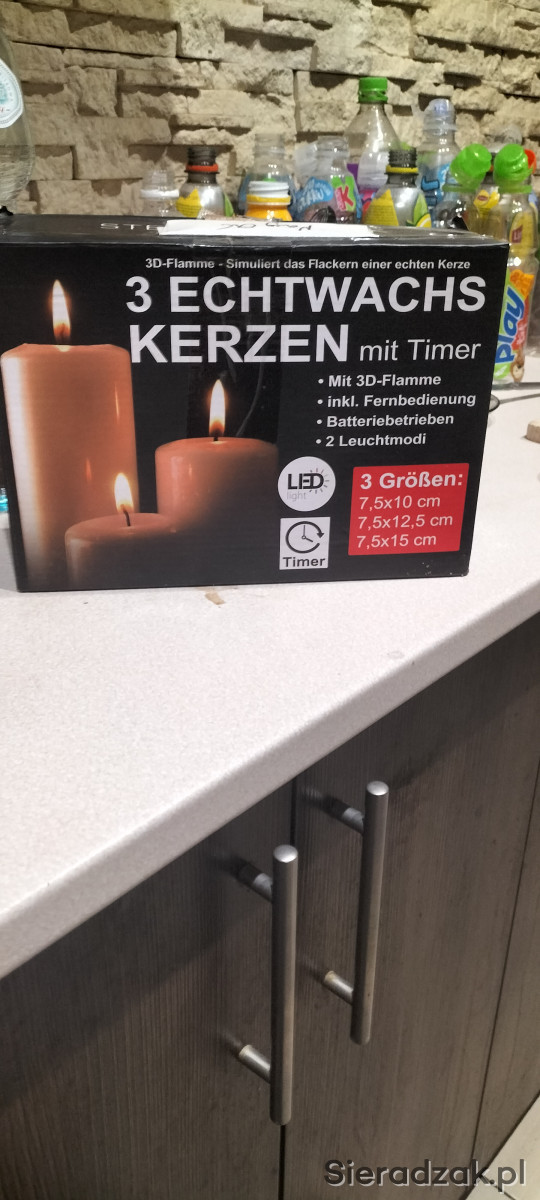 3D-Flamme - Simuliert das Flackern einer echten Kerze
3 ECHTWACHS
KERZEN mit Timer
• Mit 3D-Flamme
• inkl. Fernbedienung
• Batteriebetrieben
• 2 Leuchtmodi
LED
light
Timer
3 Größen:
7,5x10 cm
7,5x12,5 cm
7,5x15 cm
play
Sieradzak.pl